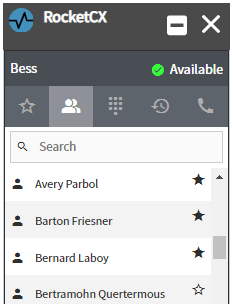 RocketCX
Bess Available
Search
Avery Parbol
Barton Friesner
Bernard Laboy
Bertramohn Quertermous